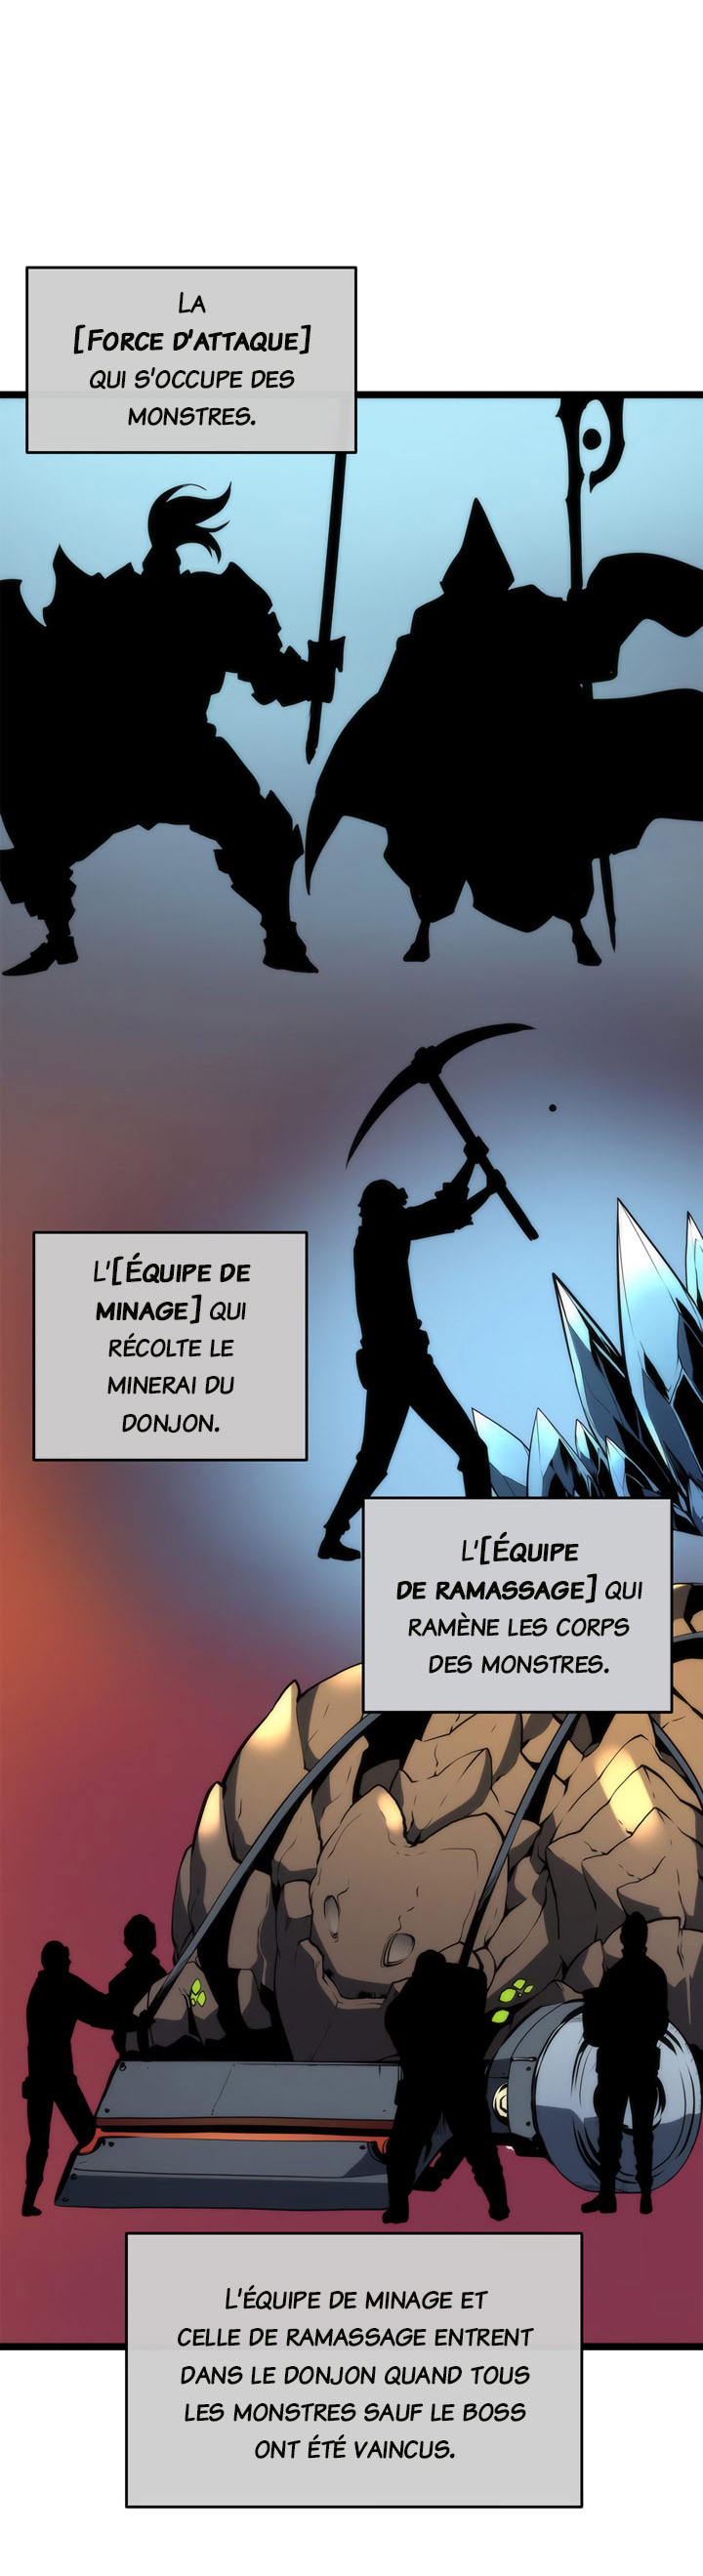 LA
[FORCE D'ATTAQUE]
QUI S'OCCUPE DES
MONSTRES.
L'[ÉQUIPE DE
MINAGE] QUI
RÉCOLTE LE
MINERAI DU
DONJON.
L'[ÉQUIPE
DE RAMASSAGE] QUI
RAMÈNE LES CORPS
DES MONSTRES.
L'ÉQUIPE DE MINAGE ET
CELLE DE RAMASSAGE ENTRENT
DANS LE DONJON QUAND TOUS
LES MONSTRES SAUF LE BOSS
ONT ÉTÉ VAINCUS.